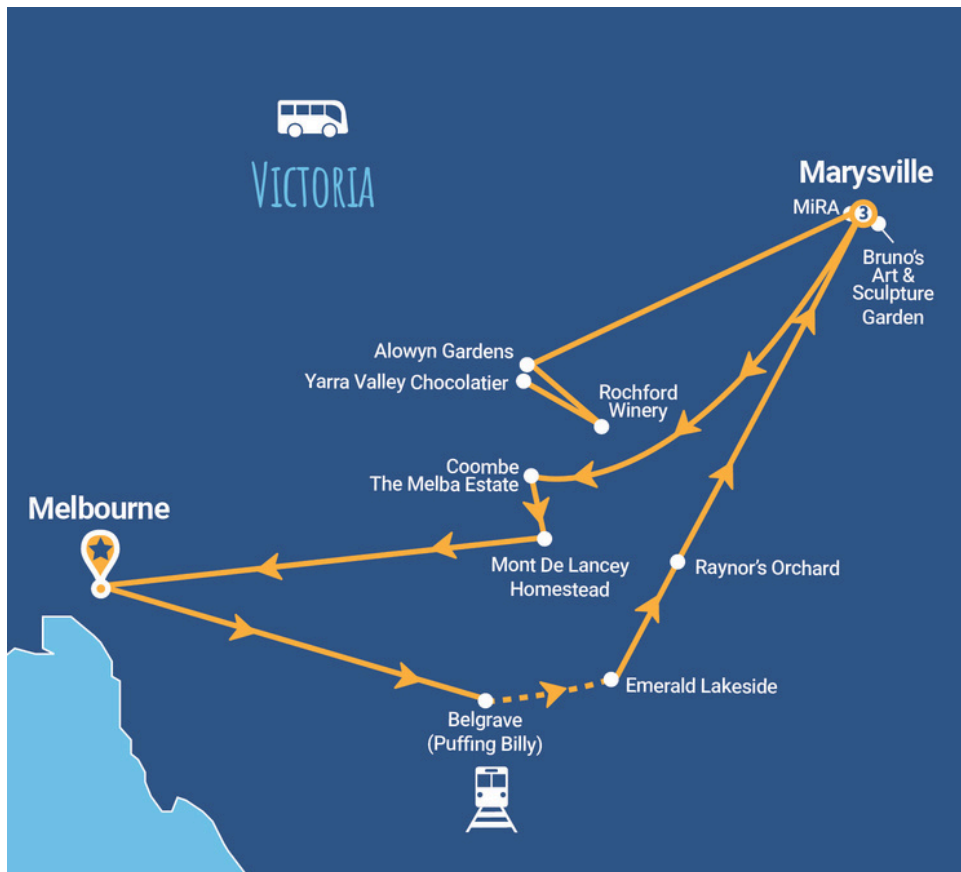 VICTORIA
Marysville
MiRA
3
Bruno's
Art &
Sculpture
Garden
Alowyn Gardens
Yarra Valley Chocolatier
Rochford
Winery
Coombe
The Melba Estate
Melbourne
Mont De Lancey
Homestead
Raynor's Orchard
Emerald Lakeside
Belgrave
(Puffing Billy)